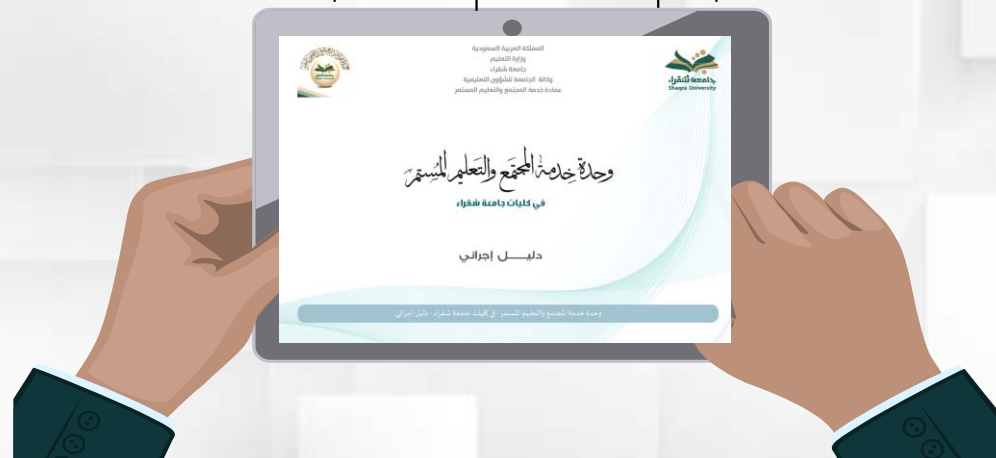 المملكة العربية السعودية
وزارة التعليم
جامعة شقراء
وكالة الجامعة للشؤون التعليمية
عمادة خدمة المجتمع والتعليم المستمر
جامعة شقراء
Shaqra University
وحدة خدمة المجتمع والتعليم المستمر
في كليات جامعة شقراء
دليـــــل إجرائي
وحدة خدمة المجتمع والتعليم المستمر - في كليات جامعة شقراء - دليل إجرائي